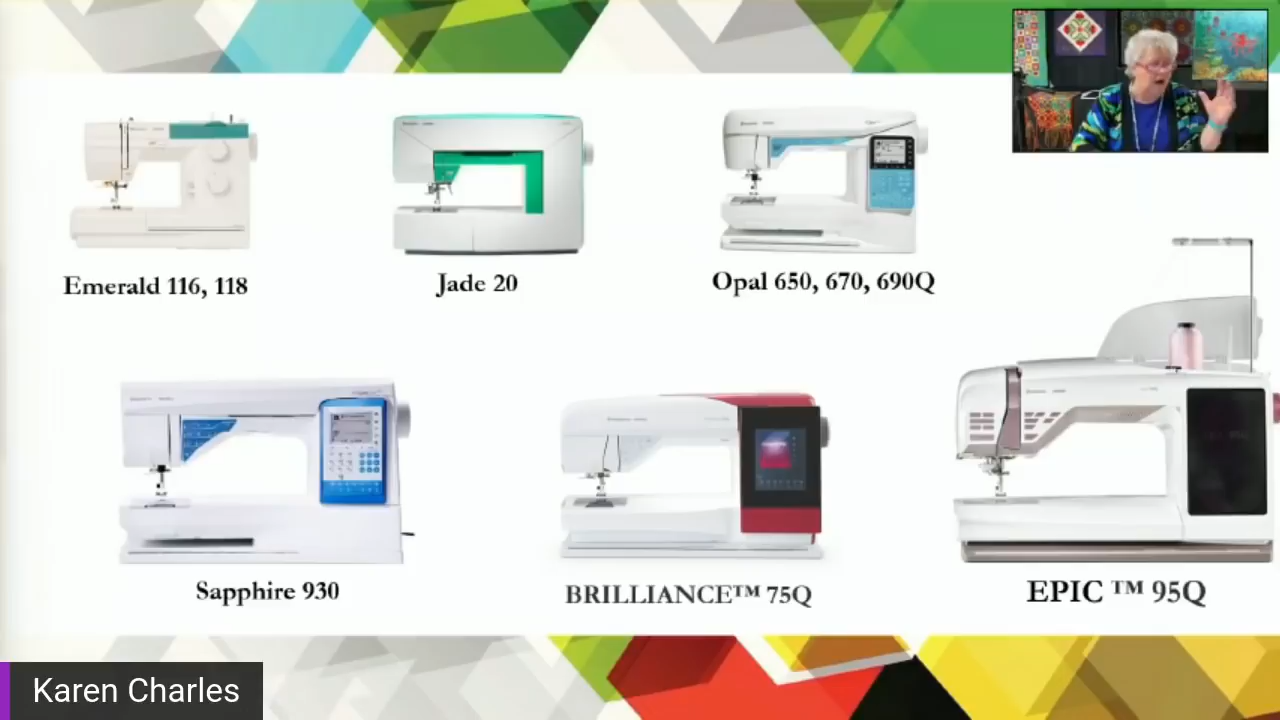 Emerald 116, 118
Jade 20
Opal 650, 670, 690Q
Sapphire 930
BRILLIANCE™ 75Q
EPIC ™ 95Q
Karen Charles